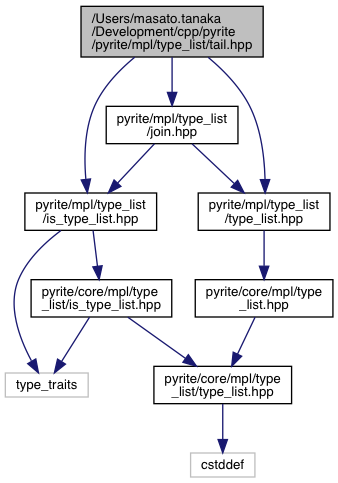 /Users/masato.tanaka
/Development/cpp/pyrite
/pyrite/mpl/type_list/tail.hpp
pyrite/mpl/type_list
/join.hpp
pyrite/mpl/type_list
/is_type_list.hpp
pyrite/mpl/type_list
/type_list.hpp
pyrite/core/mpl/type
_list/is_type_list.hpp
pyrite/core/mpl/type
_list.hpp
type_traits
pyrite/core/mpl/type
_list/type_list.hpp
cstddef